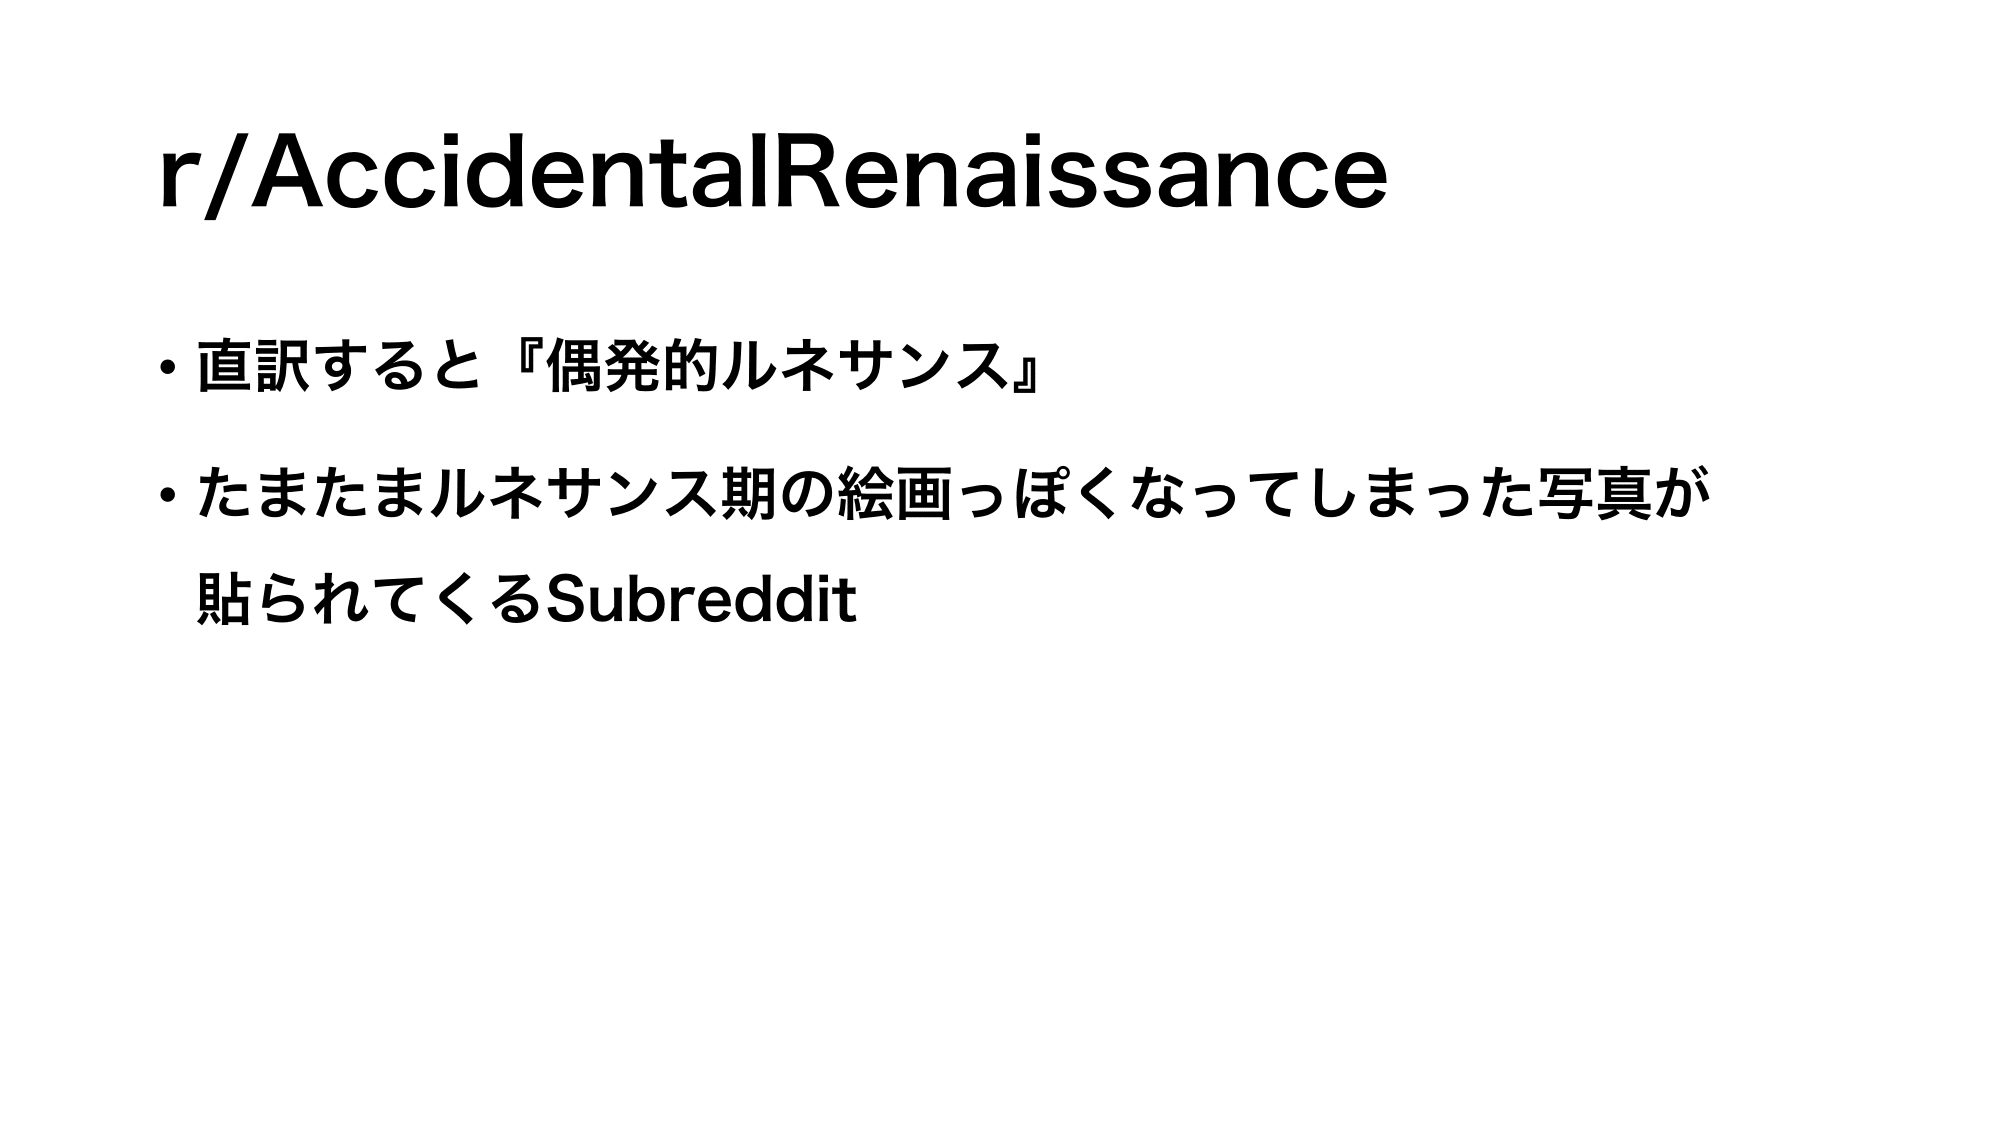 r/AccidentalRenaissance
・直訳すると『偶発的ルネサンス』
・たまたまルネサンス期の絵画っぽくなってしまった写真が
貼られてくるSubreddit